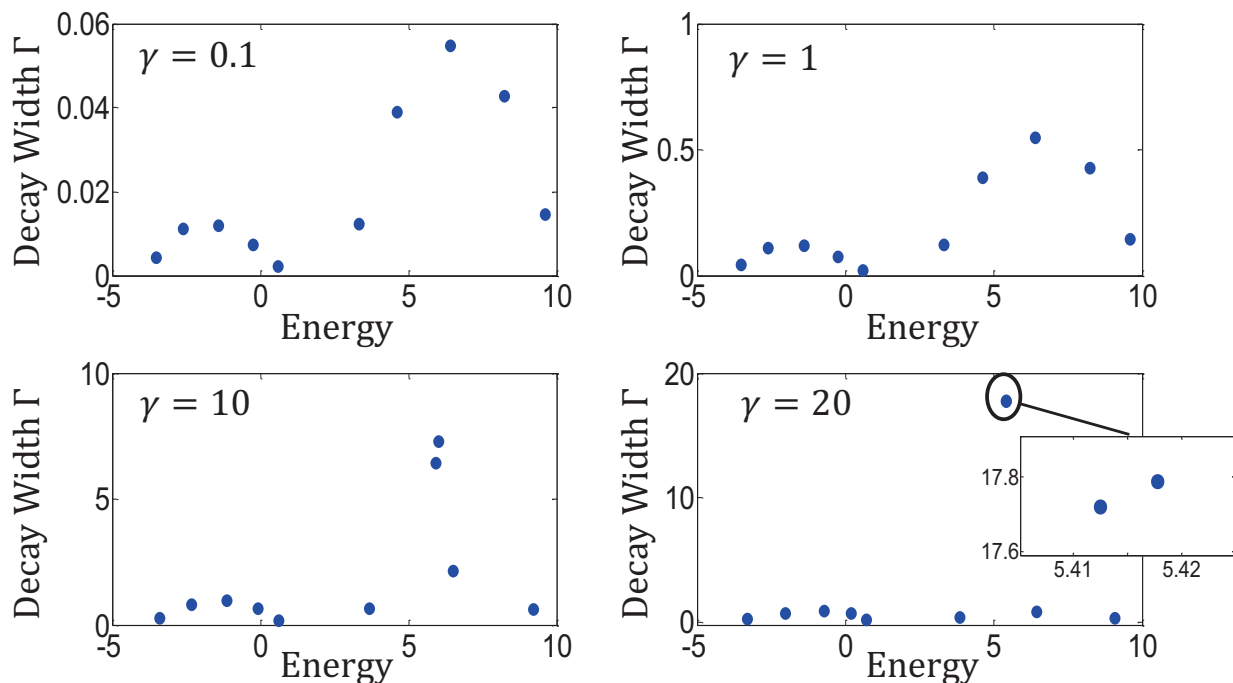 γ = 0.1
Decay Width Γ
0.06
0.04
0.02
0
-5 0 5 10
Energy
γ = 1
Decay Width Γ
1
0.5
0
-5 0 5 10
Energy
γ = 10
Decay Width Γ
10
5
0
-5 0 5 10
Energy
γ = 20
Decay Width Γ
20
10
0
-5 0 5 10
Energy
17.8
17.6
5.41 5.42